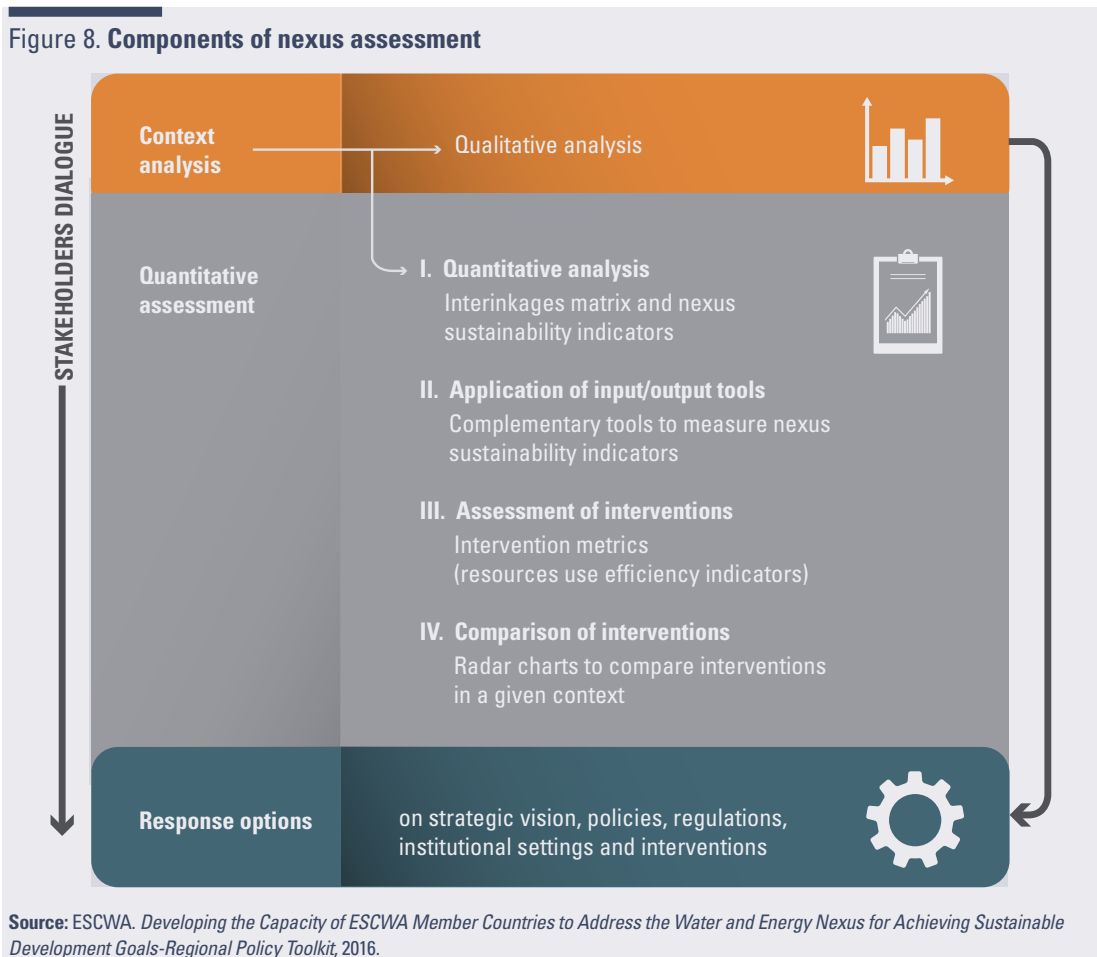 Figure 8. Components of nexus assessment
STAKEHOLDERS DIALOGUE
Context
analysis
Qualitative analysis
Quantitative
assessment
I. Quantitative analysis
Interinkages matrix and nexus
sustainability indicators
II. Application of input/output tools
Complementary tools to measure nexus
sustainability indicators
III. Assessment of interventions
Intervention metrics
(resources use efficiency indicators)
IV. Comparison of interventions
Radar charts to compare interventions
in a given context
Response options
on strategic vision, policies, regulations,
institutional settings and interventions
Source: ESCWA. Developing the Capacity of ESCWA Member Countries to Address the Water and Energy Nexus for Achieving Sustainable
Development Goals-Regional Policy Toolkit, 2016.